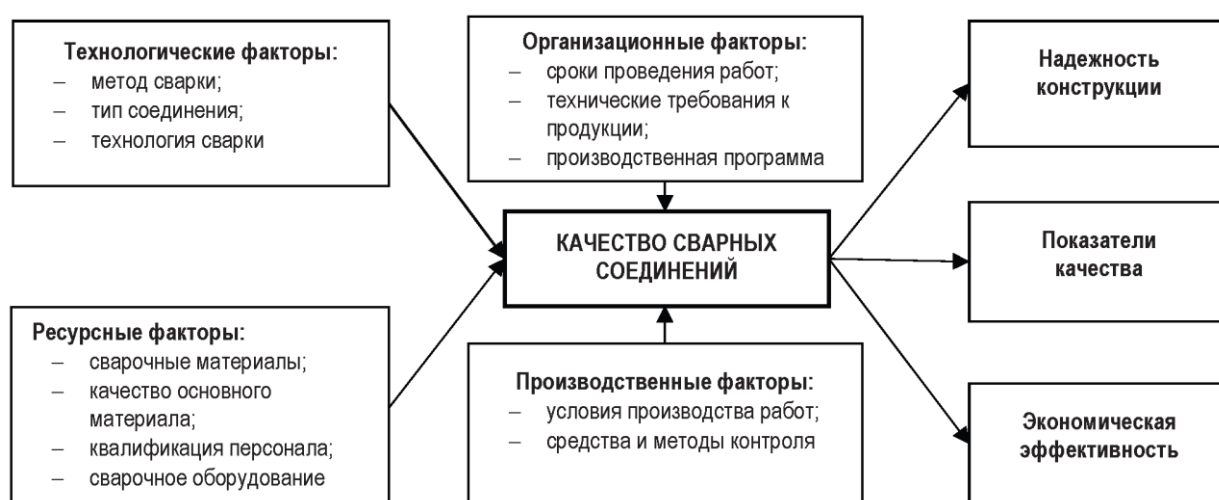 Технологические факторы:
– метод сварки;
– тип соединения;
– технология сварки
Организационные факторы:
– сроки проведения работ;
– технические требования к
продукции;
– производственная программа
Надежность
конструкции
КАЧЕСТВО СВАРНЫХ
СОЕДИНЕНИЙ
Показатели
качества
Ресурсные факторы:
– сварочные материалы;
– качество основного
материала;
– квалификация персонала;
– сварочное оборудование
Производственные факторы:
– условия производства работ;
– средства и методы контроля
Экономическая
эффективность